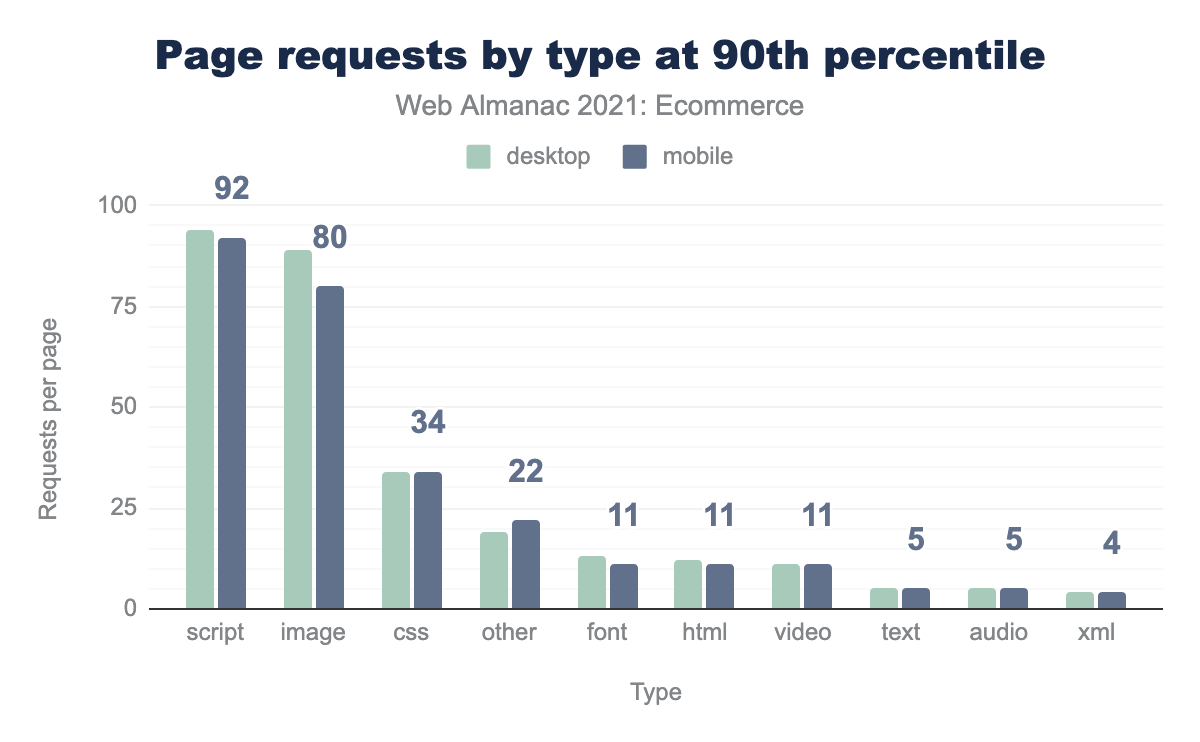 Page requests by type at 90th percentile
Web Almanac 2021: Ecommerce
desktop mobile
92
100
80
75
50
34
22
25
11 11 11
5 5 4
0
script image css other font html video text audio xml
Requests per page
Type